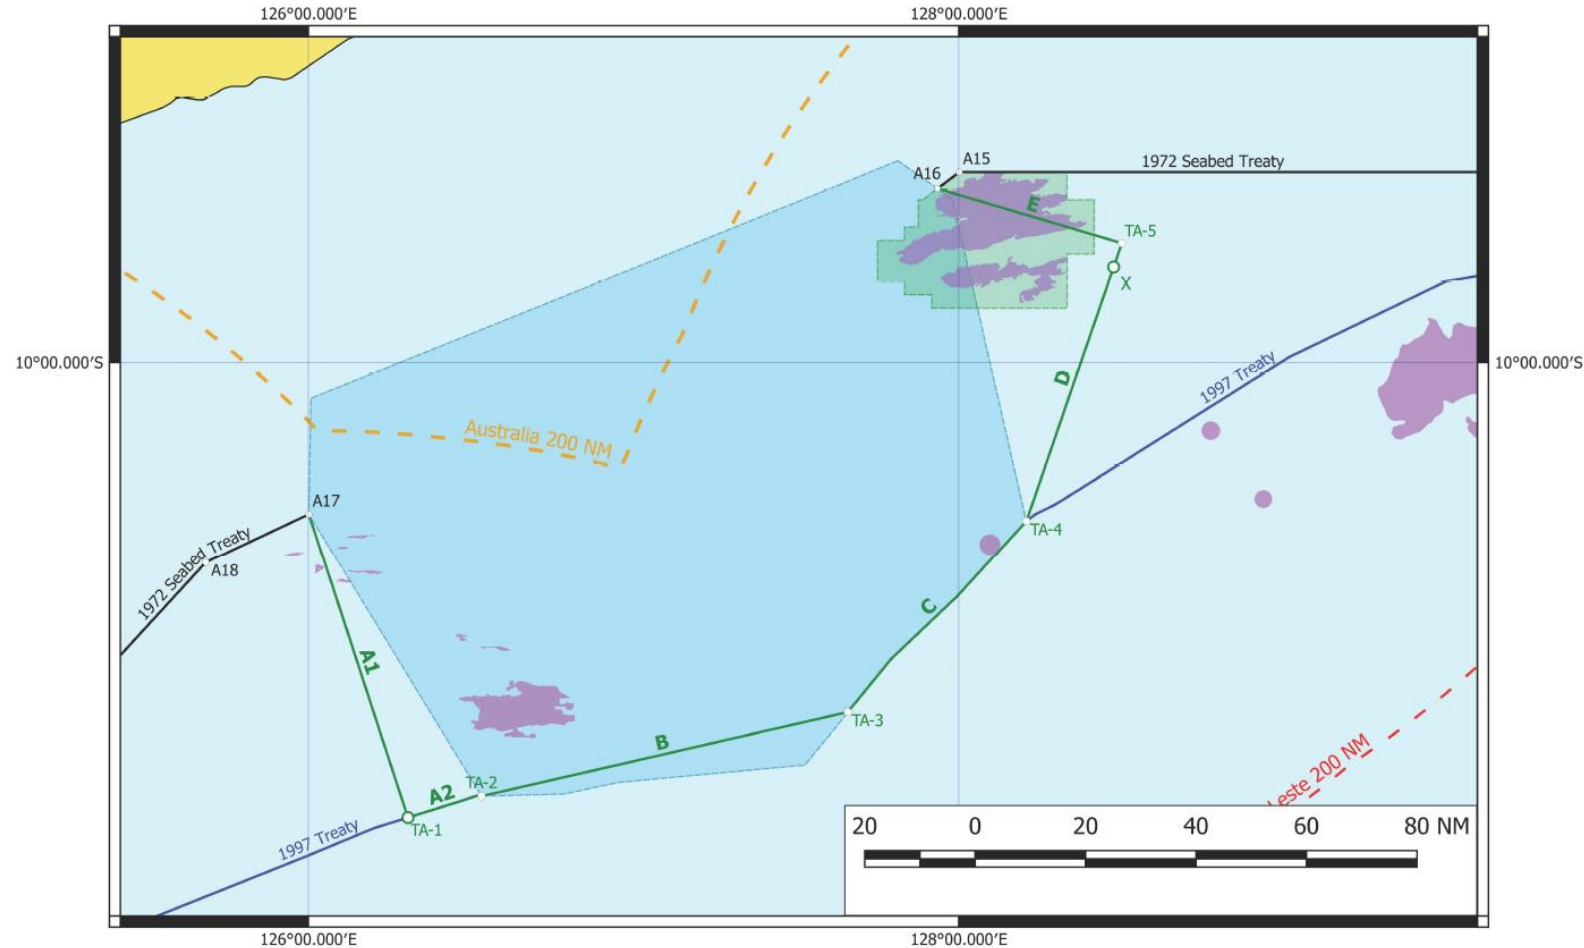 126°00.000'E
128°00.000'E
A15
1972 Seabed Treaty
A16
E
TA-5
X
10°00.000'S
10°00.000'S
D
1997 Treaty
Australia 200 NM
A17
TA-4
1972 Seabed Treaty
A18
C
A1
TA-3
B
Leste 200 NM
TA-2
A2
TA-1
1997 Treaty
20 0 20 40 60 80 NM
126°00.000'E
128°00.000'E